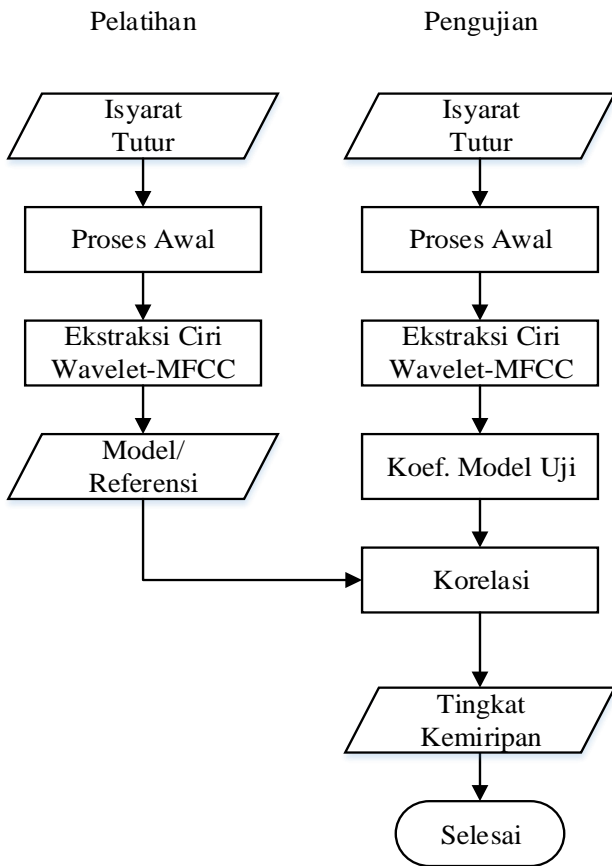 Pelatihan
Isyarat
Tutur
Proses Awal
Ekstraksi Ciri
Wavelet-MFCC
Model/
Referensi
Pengujian
Isyarat
Tutur
Proses Awal
Ekstraksi Ciri
Wavelet-MFCC
Koef. Model Uji
Korelasi
Tingkat
Kemiripan
Selesai